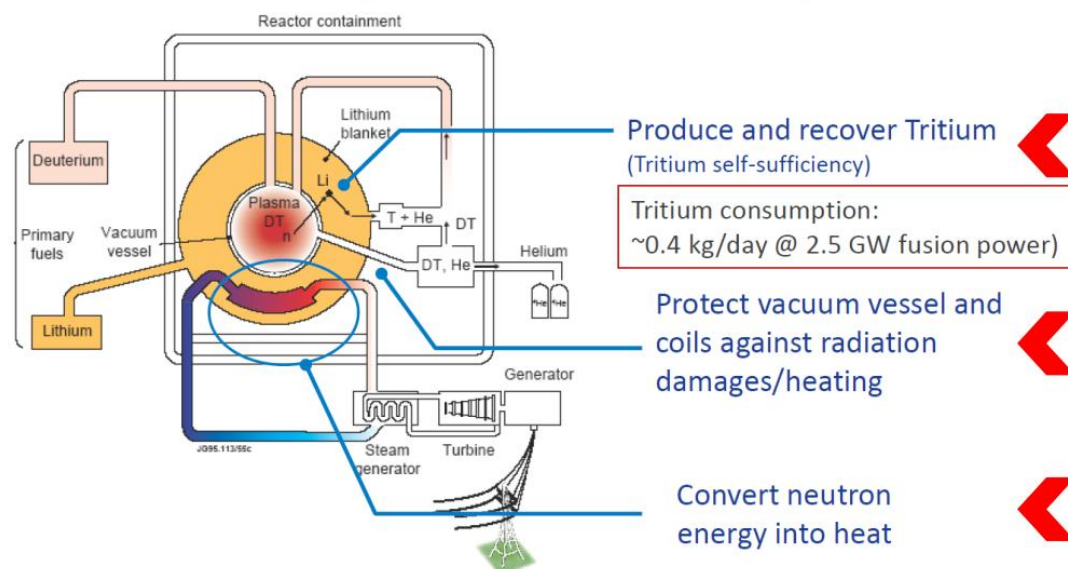 Reactor containment
Lithium
blanket
Deuterium
Li
Plasma
DT
n
T + He
DT
Primary
fuels
Vacuum
vessel
DT, He
Helium
⁴He
⁴He
Lithium
Generator
JG95.113/55c
Steam
generator
Turbine
Produce and recover Tritium
(Tritium self-sufficiency)
Tritium consumption:
~0.4 kg/day @ 2.5 GW fusion power)
Protect vacuum vessel and
coils against radiation
damages/heating
Convert neutron
energy into heat